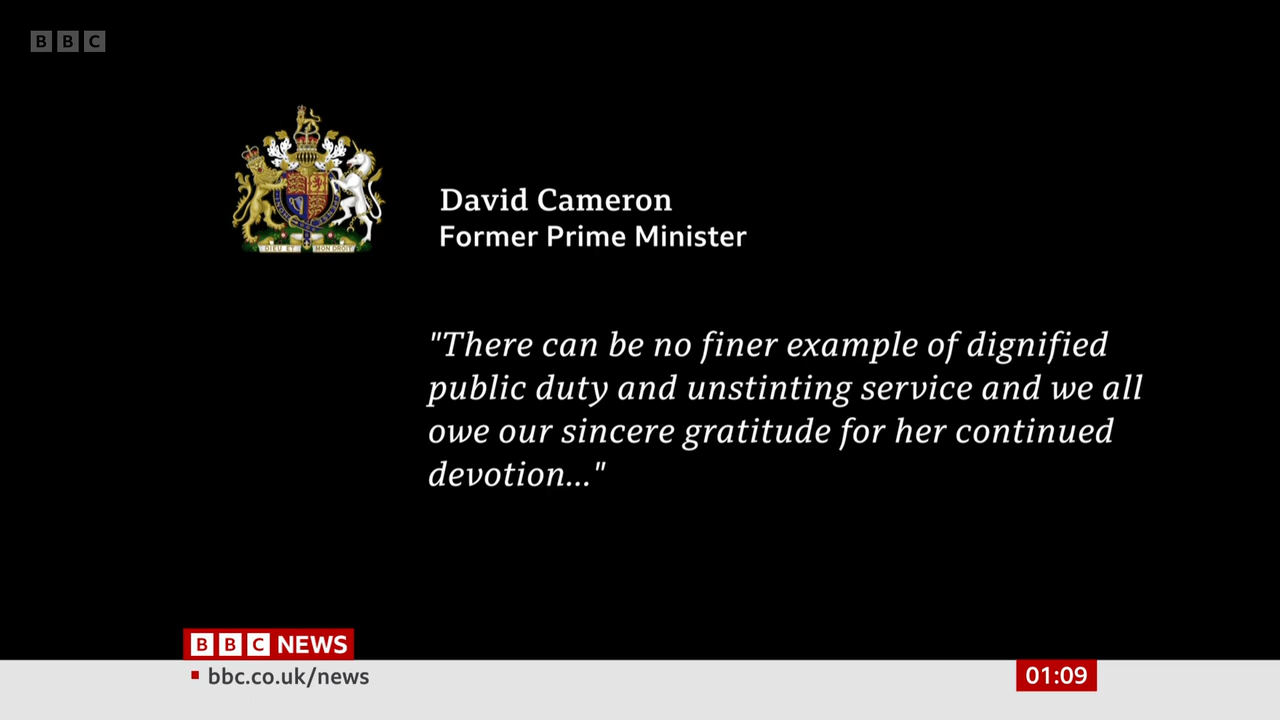 BBC
David Cameron
Former Prime Minister
"There can be no finer example of dignified
public duty and unstinting service and we all
owe our sincere gratitude for her continued
devotion..."
DIEU ET MON DROIT
BBC NEWS
bbc.co.uk/news
01:09